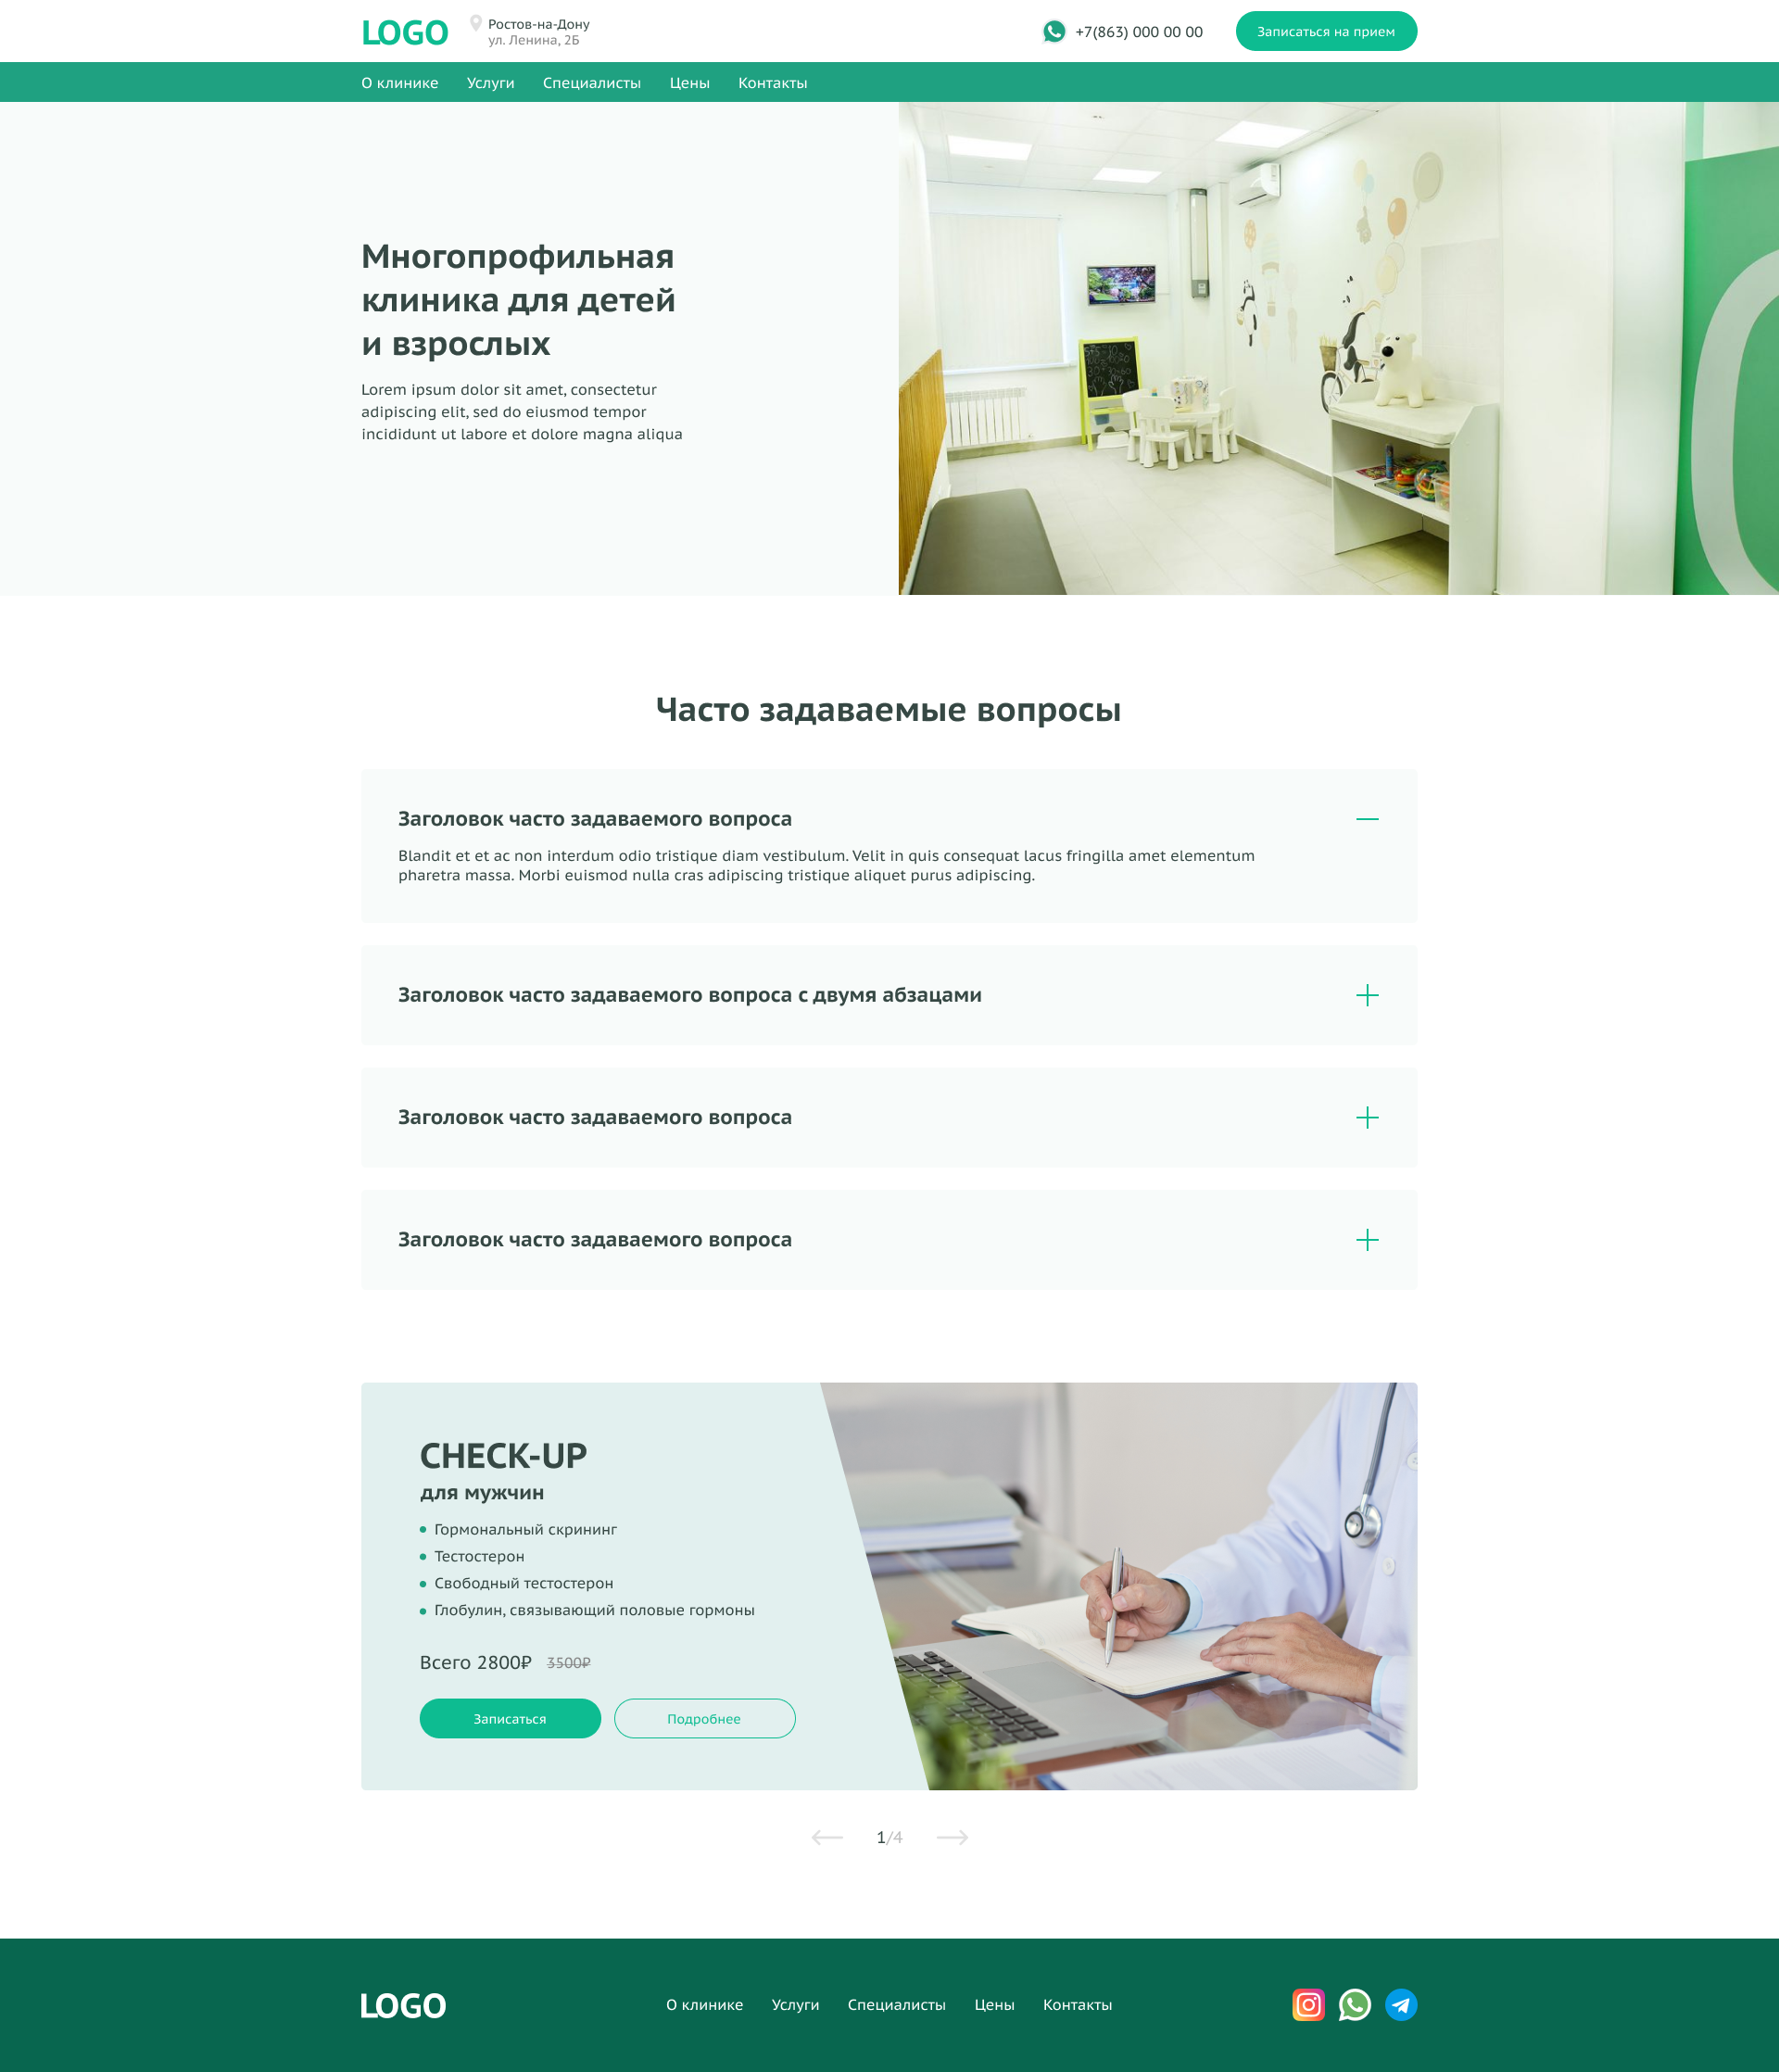 LOGO
Ростов-на-Дону
ул. Ленина, 2Б
+7(863) 000 00 00
Записаться на прием
О клинике
Услуги
Специалисты
Цены
Контакты
Многопрофильная
клиника для детей
и взрослых
Lorem ipsum dolor sit amet, consectetur
adipiscing elit, sed do eiusmod tempor
incididunt ut labore et dolore magna aliqua
Часто задаваемые вопросы
Заголовок часто задаваемого вопроса
Blandit et et ac non interdum odio tristique diam vestibulum. Velit in quis consequat lacus fringilla amet elementum
pharetra massa. Morbi euismod nulla cras adipiscing tristique aliquet purus adipiscing.
Заголовок часто задаваемого вопроса с двумя абзацами
Заголовок часто задаваемого вопроса
Заголовок часто задаваемого вопроса
CHECK-UP
для мужчин
Гормональный скрининг
Тестостерон
Свободный тестостерон
Глобулин, связывающий половые гормоны
Всего 2800₽ 3500₽
Записаться
Подробнее
1/4
LOGO
О клинике
Услуги
Специалисты
Цены
Контакты